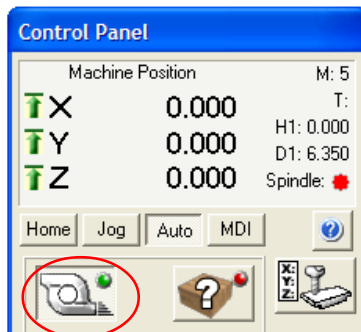 Control Panel
Machine Position M: 5
X 0.000 T:
Y 0.000 H1: 0.000
D1: 6.350
Z 0.000 Spindle:
Home Jog Auto MDI ?
? X:
Y:
Z: